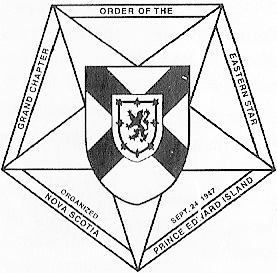 GRAND CHAPTER
ORDER OF THE
EASTERN STAR
ORGANIZED
NOVA SCOTIA
SEPT. 24 1947
PRINCE EDWARD ISLAND